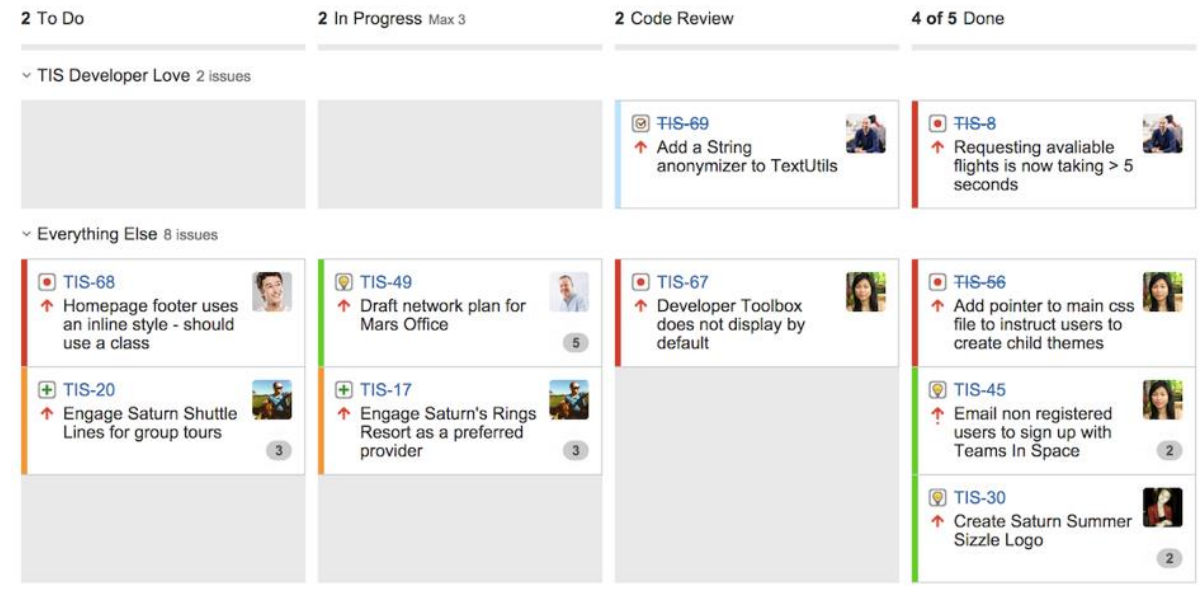 2 To Do
2 In Progress Max 3
2 Code Review
4 of 5 Done
TIS Developer Love 2 issues
TIS-69
Add a String
anonymizer to TextUtils
TIS-8
Requesting avaliable
flights is now taking > 5
seconds
Everything Else 8 issues
TIS-68
Homepage footer uses
an inline style - should
use a class
TIS-49
Draft network plan for
Mars Office
5
TIS-67
Developer Toolbox
does not display by
default
TIS-56
Add pointer to main css
file to instruct users to
create child themes
TIS-20
Engage Saturn Shuttle
Lines for group tours
3
TIS-17
Engage Saturn's Rings
Resort as a preferred
provider
3
TIS-45
Email non registered
users to sign up with
Teams In Space
2
TIS-30
Create Saturn Summer
Sizzle Logo
2